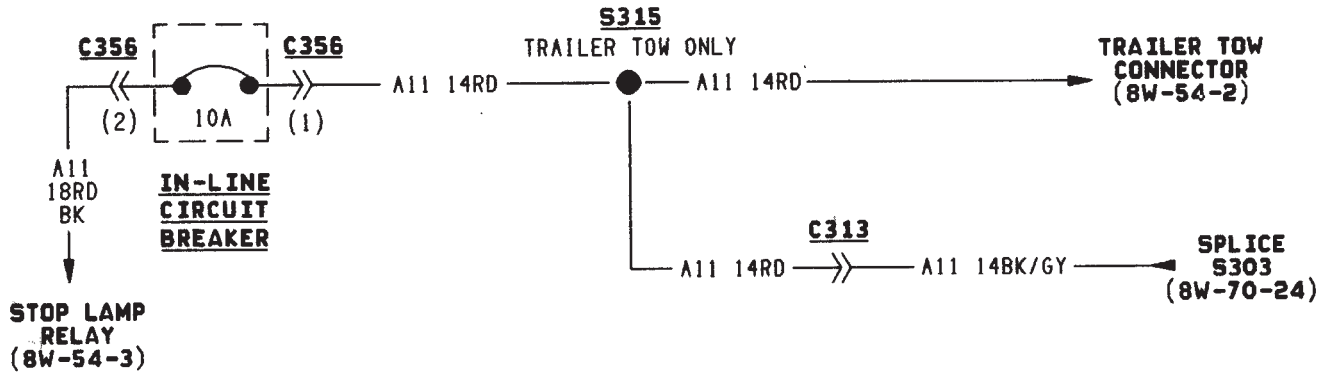 S315
TRAILER TOW ONLY
C356
C356
A11 14RD
A11 14RD
TRAILER TOW
CONNECTOR
(8W-54-2)
(2)
10A
(1)
A11
18RD
BK
IN-LINE
CIRCUIT
BREAKER
C313
A11 14RD
A11 14BK/GY
SPLICE
S303
(8W-70-24)
STOP LAMP
RELAY
(8W-54-3)